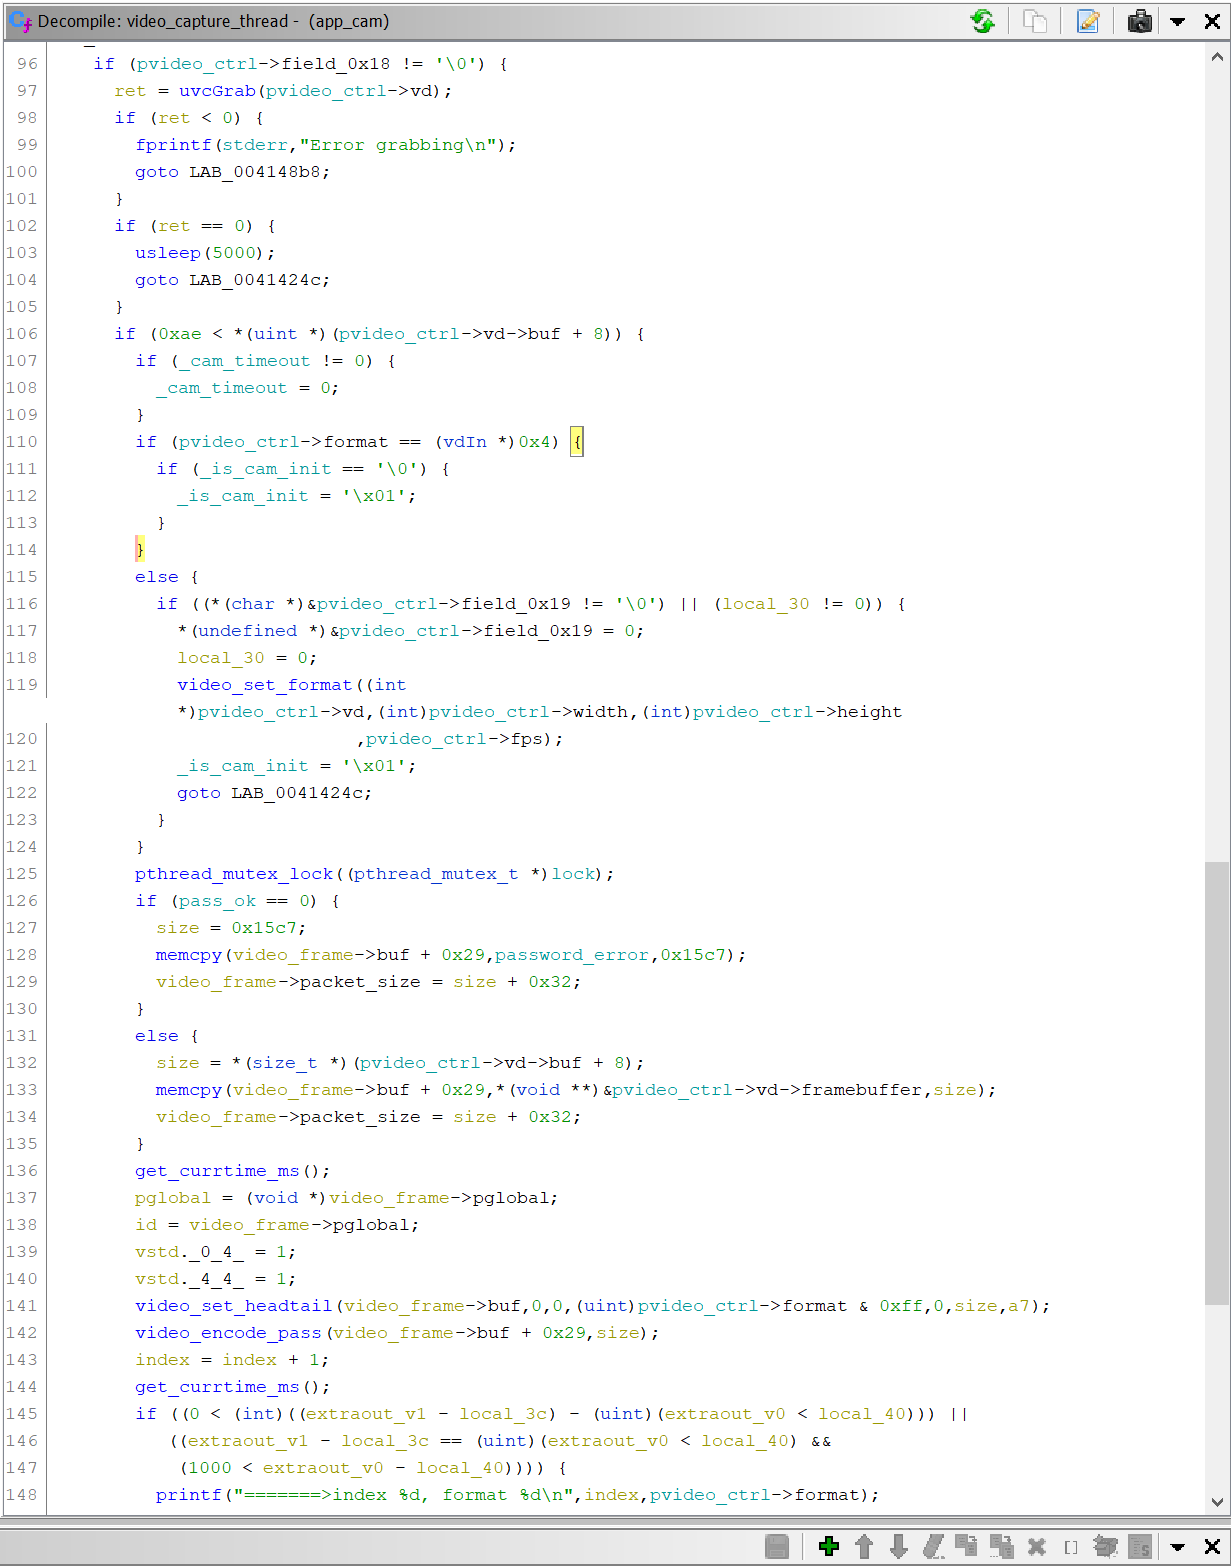 Decompile: video_capture_thread - (app_cam)
96 if (pvideo_ctrl->field_0x18 != '\0') {
97 ret = uvcGrab(pvideo_ctrl->vd);
98 if (ret < 0) {
99 fprintf(stderr,"Error grabbing\n");
100 goto LAB_004148b8;
101 }
102 if (ret == 0) {
103 usleep(5000);
104 goto LAB_0041424c;
105 }
106 if (0xae < *(uint *)(pvideo_ctrl->vd->buf + 8)) {
107 if (_cam_timeout != 0) {
108 _cam_timeout = 0;
109 }
110 if (pvideo_ctrl->format == (vdIn *)0x4) {
111 if (_is_cam_init == '\0') {
112 _is_cam_init = '\x01';
113 }
114 }
115 else {
116 if ((*(char *)&pvideo_ctrl->field_0x19 != '\0') || (local_30 != 0)) {
117 *(undefined *)&pvideo_ctrl->field_0x19 = 0;
118 local_30 = 0;
119 video_set_format((int
*)pvideo_ctrl->vd,(int)pvideo_ctrl->width,(int)pvideo_ctrl->height
120 ,pvideo_ctrl->fps);
121 _is_cam_init = '\x01';
122 goto LAB_0041424c;
123 }
124 }
125 pthread_mutex_lock((pthread_mutex_t *)lock);
126 if (pass_ok == 0) {
127 size = 0x15c7;
128 memcpy(video_frame->buf + 0x29,password_error,0x15c7);
129 video_frame->packet_size = size + 0x32;
130 }
131 else {
132 size = *(size_t *)(pvideo_ctrl->vd->buf + 8);
133 memcpy(video_frame->buf + 0x29,*(void **)&pvideo_ctrl->vd->framebuffer,size);
134 video_frame->packet_size = size + 0x32;
135 }
136 get_currtime_ms();
137 pglobal = (void *)video_frame->pglobal;
138 id = video_frame->pglobal;
139 vstd._0_4_ = 1;
140 vstd._4_4_ = 1;
141 video_set_headtail(video_frame->buf,0,0,(uint)pvideo_ctrl->format & 0xff,0,size,a7);
142 video_encode_pass(video_frame->buf + 0x29,size);
143 index = index + 1;
144 get_currtime_ms();
145 if ((0 < (int)((extraout_v1 - local_3c) - (uint)(extraout_v0 < local_40))) ||
146 ((extraout_v1 - local_3c == (uint)(extraout_v0 < local_40) &&
147 (1000 < extraout_v0 - local_40)))) {
148 printf("=======>index %d, format %d\n",index,pvideo_ctrl->format);